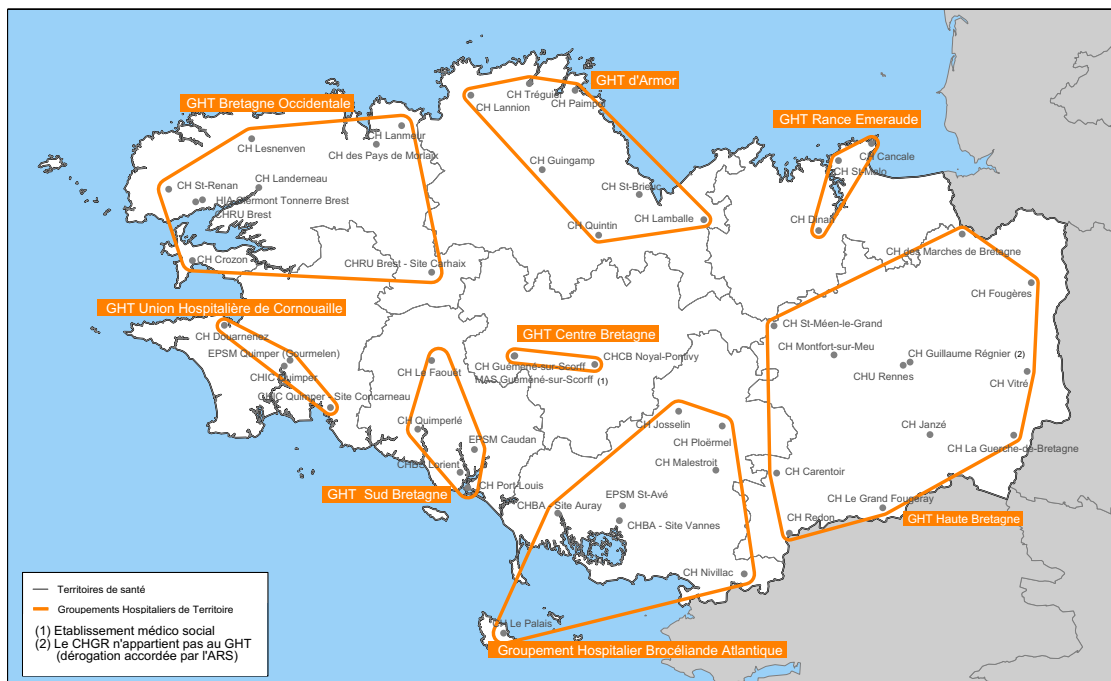 GHT d'Armor
CH Tréguier
CH Paimpol
CH Lannion
GHT Bretagne Occidentale
GHT Rance Emeraude
CH Lanmeur
CH Lesnenven
CH des Pays de Morlaix
CH Cancale
CH St-Malo
CH Guingamp
CH Landerneau
CH St-Renan
HIA Clermont Tonnerre Brest
CHRU Brest
CH St-Brieuc
CH Lamballe
CH Quintin
CH Dinan
CH des Marches de Bretagne
CH Crozon
CHRU Brest - Site Carhaix
CH Fougères
GHT Union Hospitalière de Cornouaille
CH Douarnenez
GHT Centre Bretagne
CH St-Méen-le-Grand
EPSM Quimper (Gourmelen)
CH Le Faouët
CH Guémené-sur-Scorff
CHCB Noyal-Pontivy
CH Montfort-sur-Meu
CH Guillaume Régnier (2)
CHU Rennes
CHIC Quimper
MAS Guémené-sur-Scorff (1)
CH Vitré
CHIC Quimper - Site Concarneau
CH Quimperlé
CH Josselin
CH Ploërmel
CH Janzé
EPSM Caudan
CH La Guerche-de-Bretagne
CHBS Lorient
CH Malestroit
CH Carentoir
CH Port-Louis
GHT Sud Bretagne
CHBA - Site Auray
EPSM St-Avé
CH Le Grand Fougeray
CHBA - Site Vannes
CH Redon
GHT Haute Bretagne
CH Nivillac
CH Le Palais
Groupement Hospitalier Brocéliande Atlantique
Territoires de santé
Groupements Hospitaliers de Territoire
(1) Etablissement médico social
(2) Le CHGR n'appartient pas au GHT
(dérogation accordée par l'ARS)